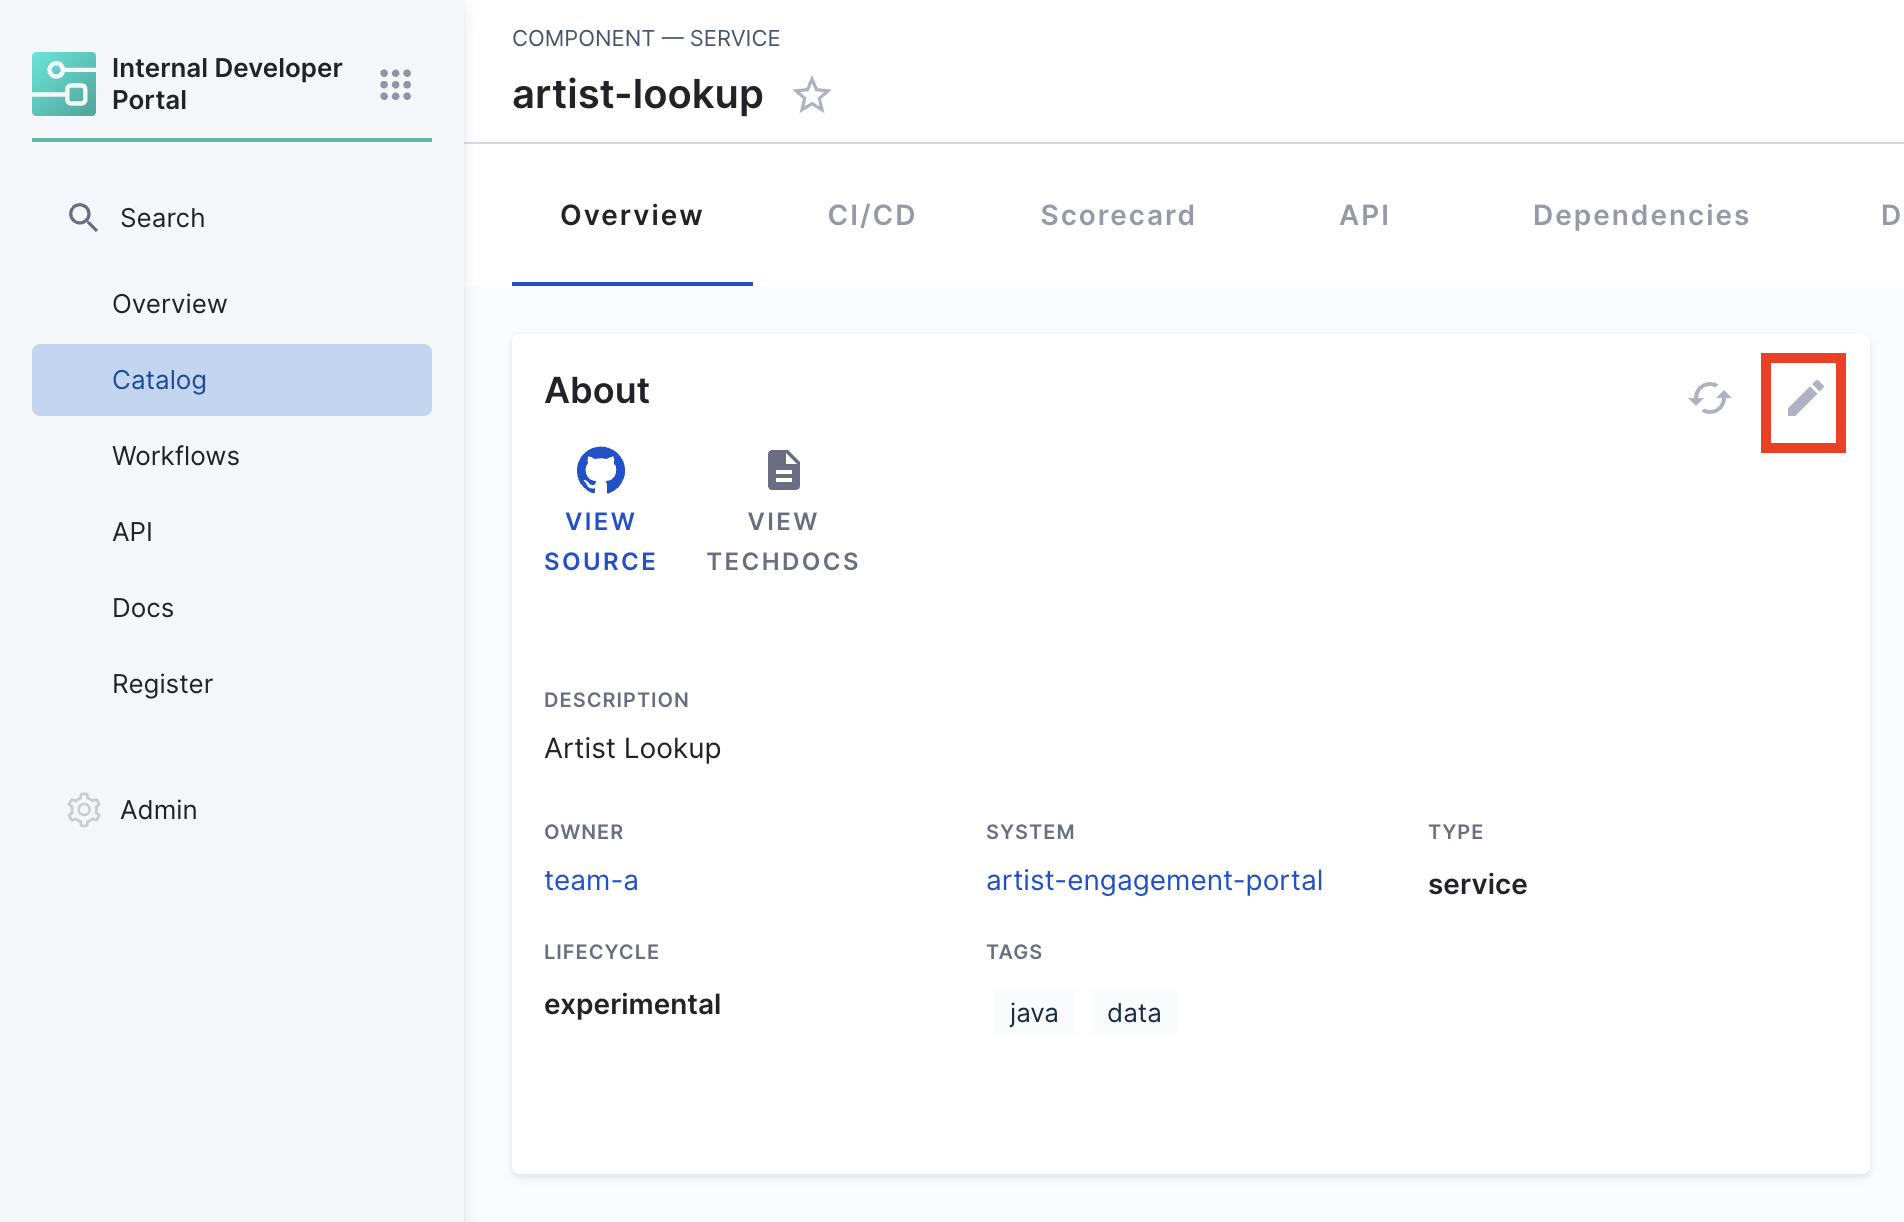 Internal Developer
Portal
Search
Overview
Catalog
Workflows
API
Docs
Register
Admin
COMPONENT — SERVICE
artist-lookup
Overview CI/CD Scorecard API Dependencies D
About
VIEW
SOURCE
VIEW
TECHDOCS
DESCRIPTION
Artist Lookup
OWNER SYSTEM TYPE
team-a artist-engagement-portal service
LIFECYCLE TAGS
experimental java data